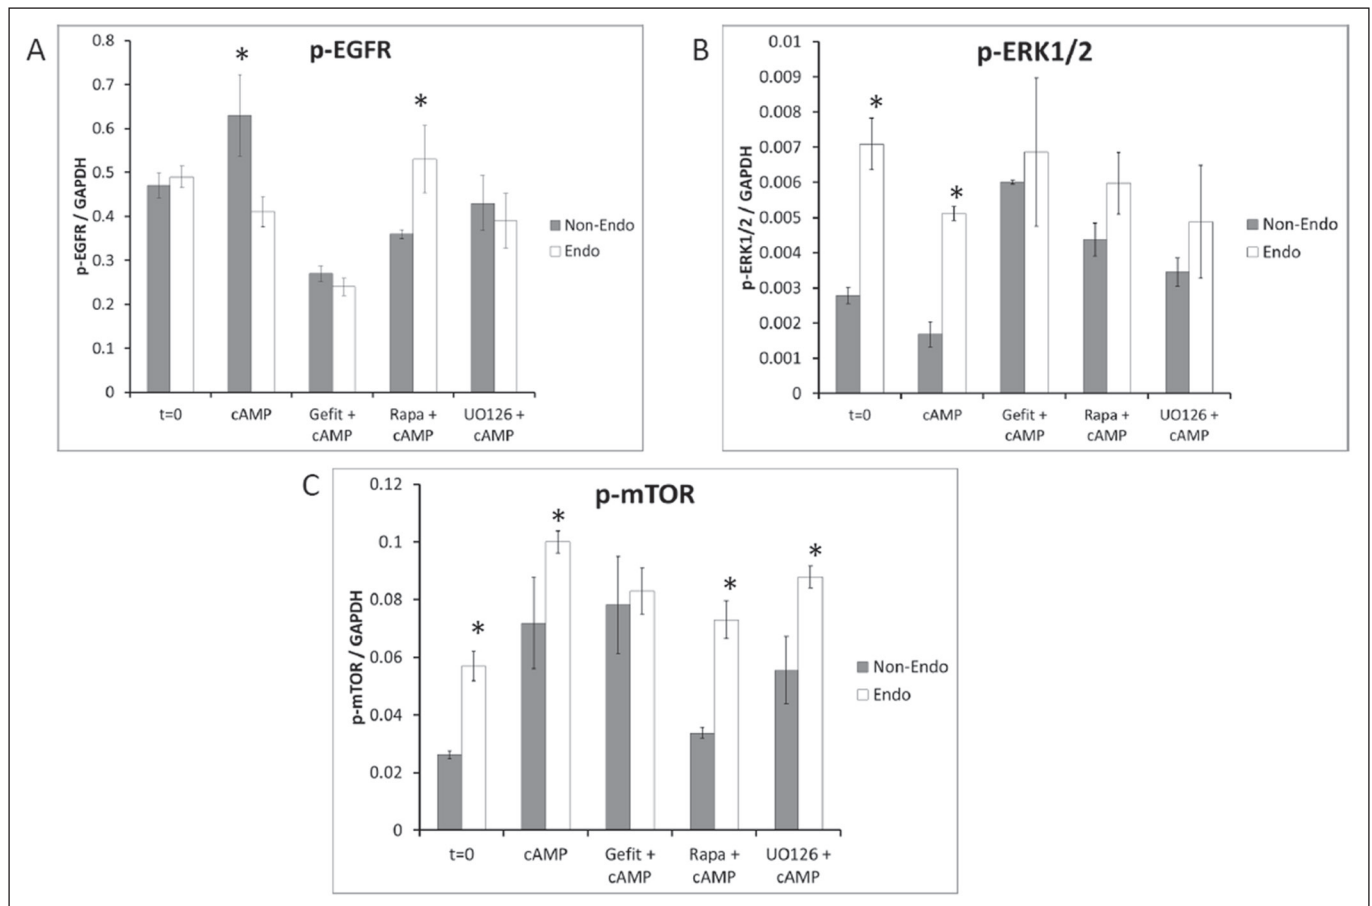 A
p-EGFR
0.8
0.7
0.6
0.5
0.4
0.3
0.2
0.1
0
p-EGFR / GAPDH
*
*
t=0
cAMP
Gefit +
cAMP
Rapa +
cAMP
UO126 +
cAMP
Non-Endo
Endo
B
p-ERK1/2
0.01
0.009
0.008
0.007
0.006
0.005
0.004
0.003
0.002
0.001
0
p-ERK1/2 / GAPDH
*
*
t=0
cAMP
Gefit +
cAMP
Rapa +
cAMP
UO126 +
cAMP
Non-Endo
Endo
C
p-mTOR
0.12
0.1
0.08
0.06
0.04
0.02
0
p-mTOR / GAPDH
*
*
*
*
t=0
cAMP
Gefit +
cAMP
Rapa +
cAMP
UO126 +
cAMP
Non-Endo
Endo